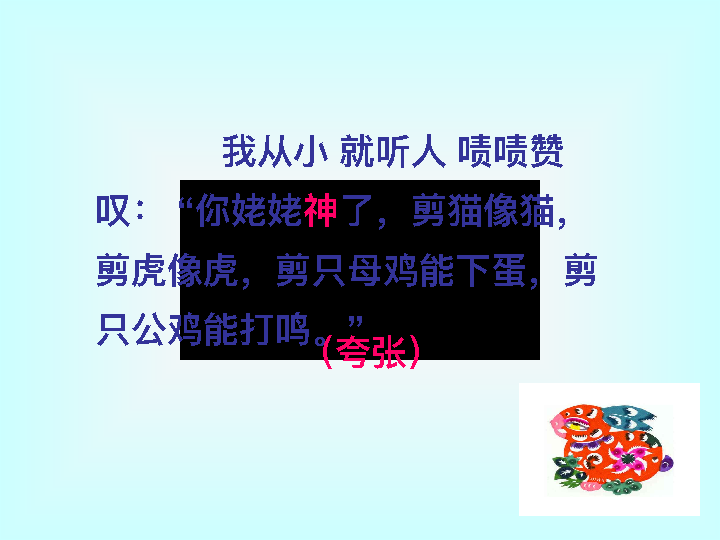 我从小 就听人 啧啧赞
叹：“你姥姥神了，剪猫像猫，
剪虎像虎，剪只母鸡能下蛋，剪
只公鸡能打鸣。”
（夸张）